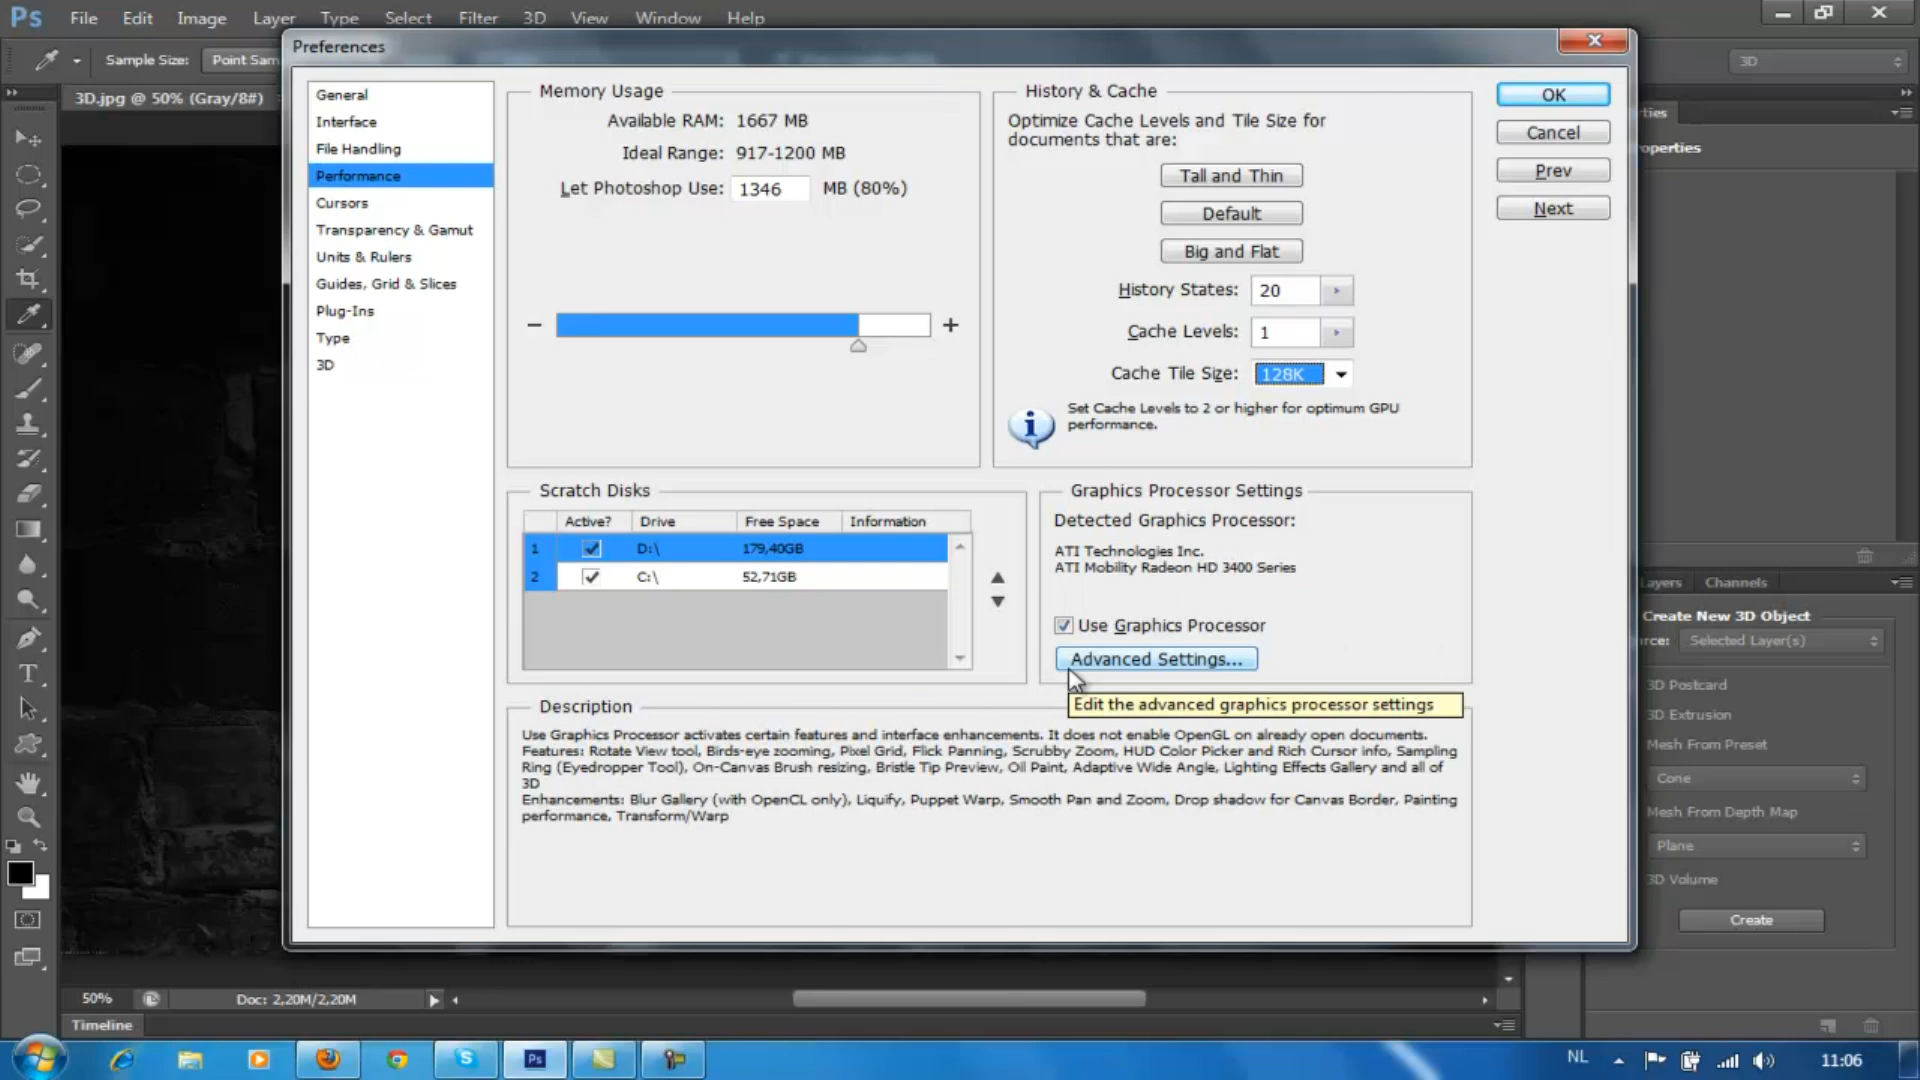 Ps File Edit Image Layer Type Select Filter 3D View Window Help
Preferences
Sample Size: Point Sam
3D
3D.jpg @ 50% (Gray/8#)
General
Interface
File Handling
Performance
Cursors
Transparency & Gamut
Units & Rulers
Guides, Grid & Slices
Plug-Ins
Type
3D
Memory Usage
Available RAM: 1667 MB
Ideal Range: 917-1200 MB
Let Photoshop Use: 1346 MB (80%)
− +
History & Cache
Optimize Cache Levels and Tile Size for
documents that are:
Tall and Thin
Default
Big and Flat
History States: 20
Cache Levels: 1
Cache Tile Size: 128K
Set Cache Levels to 2 or higher for optimum GPU
performance.
OK
Cancel
Prev
Next
Scratch Disks
Active? Drive Free Space Information
1 D:\ 179,40GB
2 C:\ 52,71GB
Graphics Processor Settings
Detected Graphics Processor:
ATI Technologies Inc.
ATI Mobility Radeon HD 3400 Series
Use Graphics Processor
Advanced Settings...
Edit the advanced graphics processor settings
Description
Use Graphics Processor activates certain features and interface enhancements. It does not enable OpenGL on already open documents.
Features: Rotate View tool, Birds-eye zooming, Pixel Grid, Flick Panning, Scrubby Zoom, HUD Color Picker and Rich Cursor info, Sampling
Ring (Eyedropper Tool), On-Canvas Brush resizing, Bristle Tip Preview, Oil Paint, Adaptive Wide Angle, Lighting Effects Gallery and all of
3D
Enhancements: Blur Gallery (with OpenCL only), Liquify, Puppet Warp, Smooth Pan and Zoom, Drop shadow for Canvas Border, Painting
performance, Transform/Warp
rties
roperties
ayers Channels
Create New 3D Object
rce: Selected Layer(s)
3D Postcard
3D Extrusion
Mesh From Preset
Cone
Mesh From Depth Map
Plane
3D Volume
Create
50% Doc: 2,20M/2,20M
Timeline
Ps
NL 11:06